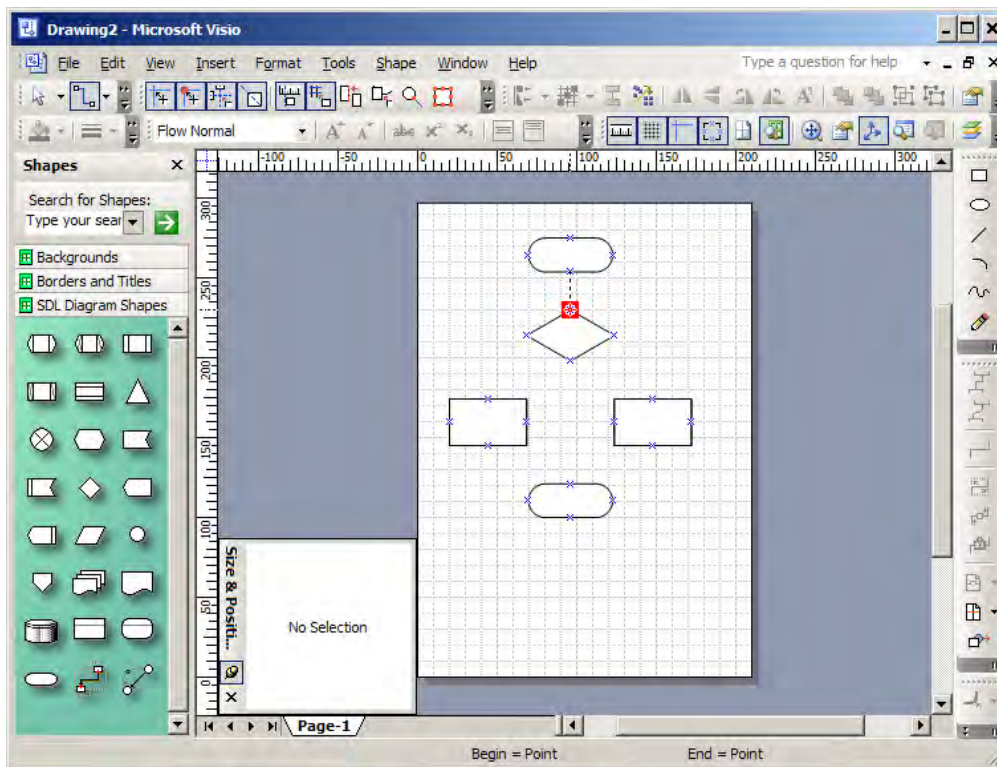 Drawing2 - Microsoft Visio
File Edit View Insert Format Tools Shape Window Help Type a question for help
Flow Normal
Shapes
-100 -50 0 50 100 150 200 250 300
Search for Shapes:
Type your sear
Backgrounds
Borders and Titles
SDL Diagram Shapes
300
250
200
150
100
50
0
Size & Positi...
No Selection
Page-1
Begin = Point End = Point